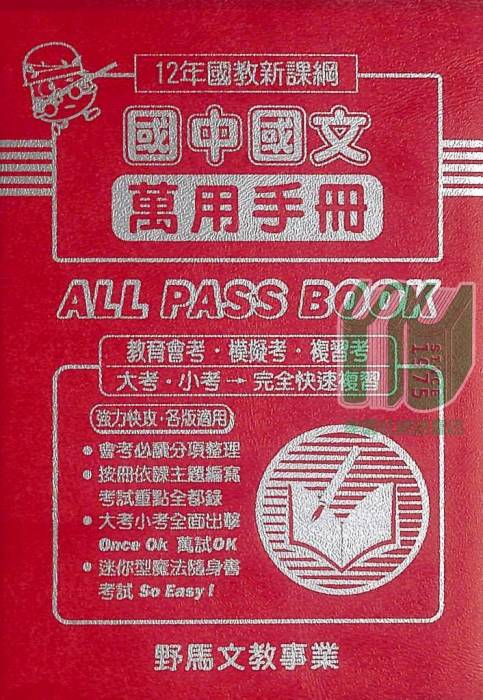 12年國教新課綱
國中國文
萬用手冊
ALL PASS BOOK
教育會考·模擬考·複習考
大考·小考→完全快速複習
強力快攻·各版適用
會考必讀分項整理
按冊依課主題編寫
考試重點全都錄
大考小考全面出擊
Once Ok 萬試OK
迷你型魔法隨身書
考試 So Easy!
野馬文教事業
SINCE 1975